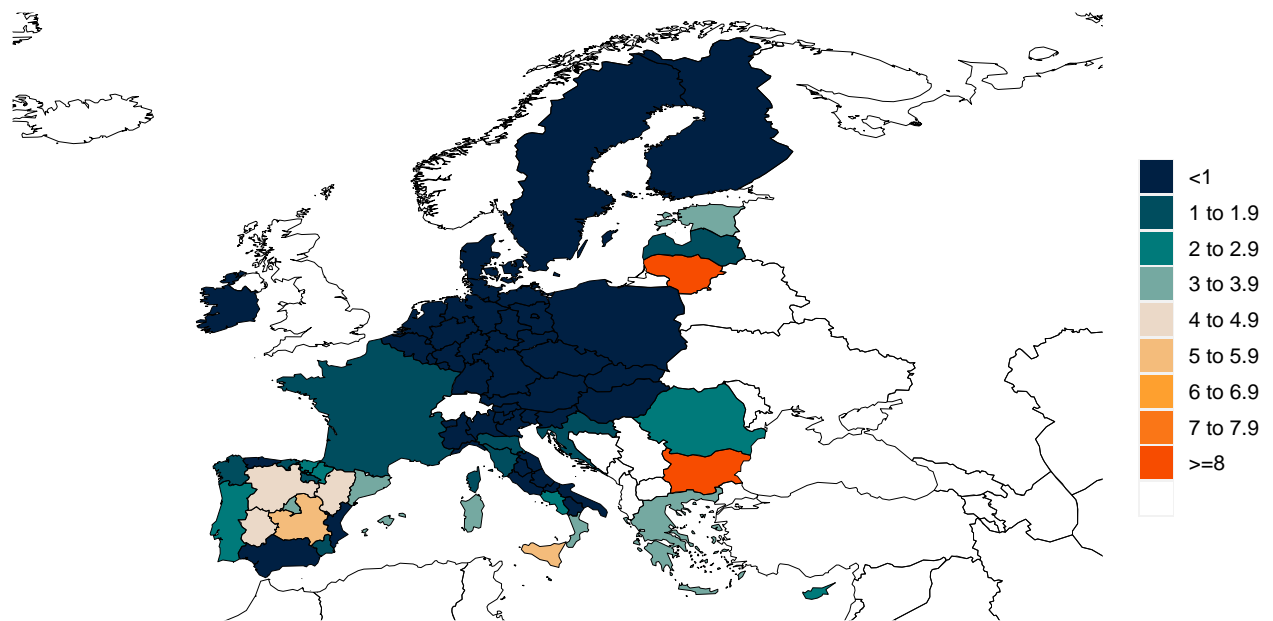 <1
1 to 1.9
2 to 2.9
3 to 3.9
4 to 4.9
5 to 5.9
6 to 6.9
7 to 7.9
>=8